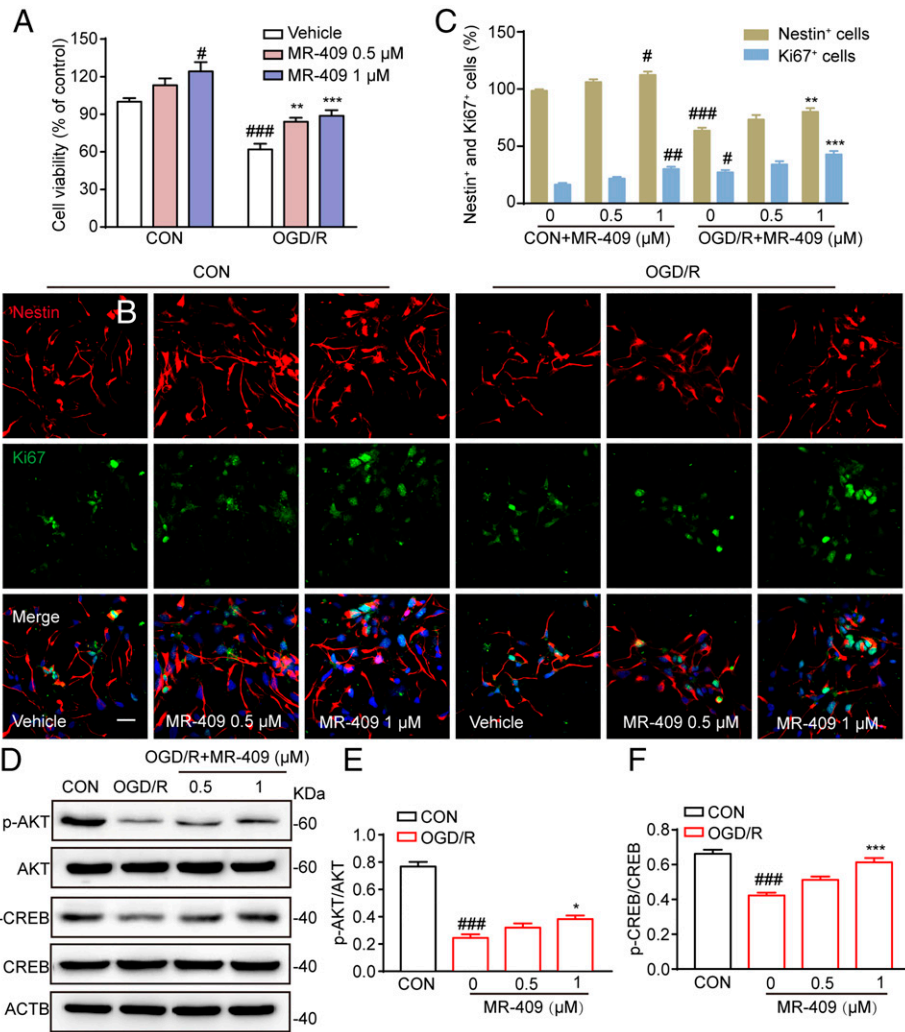 A
Cell viability (% of control)
150
120
90
60
30
0
Vehicle
MR-409 0.5 μM
MR-409 1 μM
#
###
**
***
CON
OGD/R
C
Nestin⁺ and Ki67⁺ cells (%)
150
100
50
0
Nestin⁺ cells
Ki67⁺ cells
#
##
###
#
**
***
0
0.5
1
0
0.5
1
CON+MR-409 (μM)
OGD/R+MR-409 (μM)
CON
OGD/R
B
Nestin
Ki67
Merge
Vehicle
MR-409 0.5 μM
MR-409 1 μM
Vehicle
MR-409 0.5 μM
MR-409 1 μM
D
OGD/R+MR-409 (μM)
CON
OGD/R
0.5
1
KDa
p-AKT
-60
AKT
-60
-CREB
-40
CREB
-40
ACTB
-40
E
CON
OGD/R
p-AKT/AKT
0.8
0.6
0.4
0.2
0.0
###
*
CON
0
0.5
1
MR-409 (μM)
F
CON
OGD/R
p-CREB/CREB
0.8
0.6
0.4
0.2
0.0
###
***
CON
0
0.5
1
MR-409 (μM)